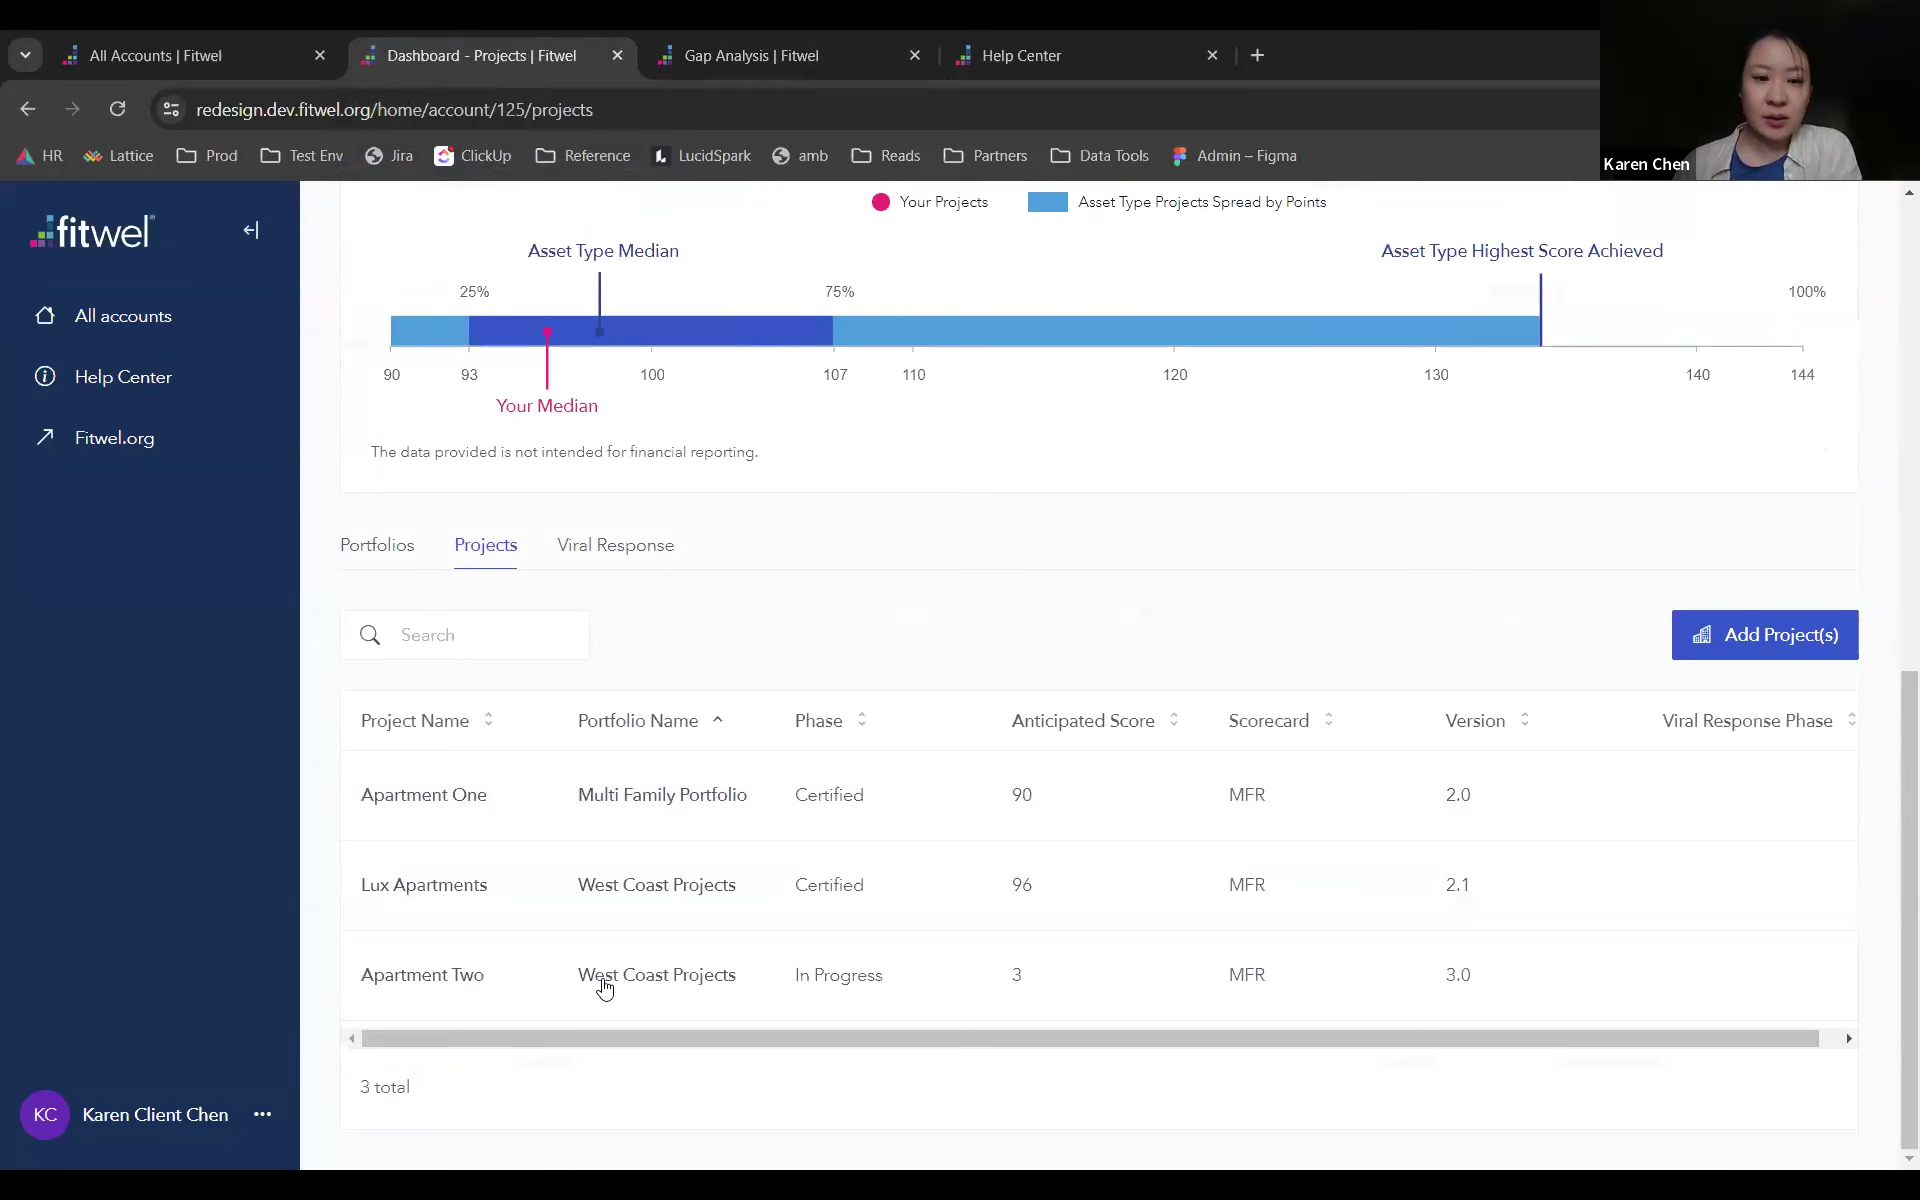 All Accounts | Fitwel
Dashboard - Projects | Fitwel
Gap Analysis | Fitwel
Help Center
redesign.dev.fitwel.org/home/account/125/projects
HR
Lattice
Prod
Test Env
Jira
ClickUp
Reference
LucidSpark
amb
Reads
Partners
Data Tools
Admin – Figma
Karen Chen
fitwel
All accounts
Help Center
Fitwel.org
Your Projects
Asset Type Projects Spread by Points
Asset Type Median
Asset Type Highest Score Achieved
25%
75%
100%
90 93 100 107 110 120 130 140 144
Your Median
The data provided is not intended for financial reporting.
Portfolios Projects Viral Response
Search
Add Project(s)
Project Name Portfolio Name Phase Anticipated Score Scorecard Version Viral Response Phase
Apartment One Multi Family Portfolio Certified 90 MFR 2.0
Lux Apartments West Coast Projects Certified 96 MFR 2.1
Apartment Two West Coast Projects In Progress 3 MFR 3.0
3 total
KC Karen Client Chen